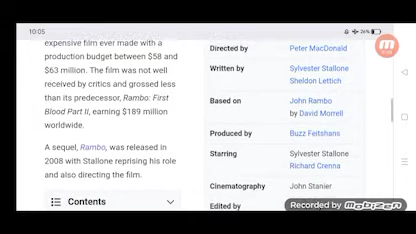 10:05
26%
expensive film ever made with a
production budget between $58 and
$63 million. The film was not well
received by critics and grossed less
than its predecessor, Rambo: First
Blood Part II, earning $189 million
worldwide.
A sequel, Rambo, was released in
2008 with Stallone reprising his role
and also directing the film.
Contents
Directed by Peter MacDonald
Written by Sylvester Stallone
Sheldon Lettich
Based on John Rambo
by David Morrell
Produced by Buzz Feitshans
Starring Sylvester Stallone
Richard Crenna
Cinematography John Stanier
Edited by
Recorded by Mobizen